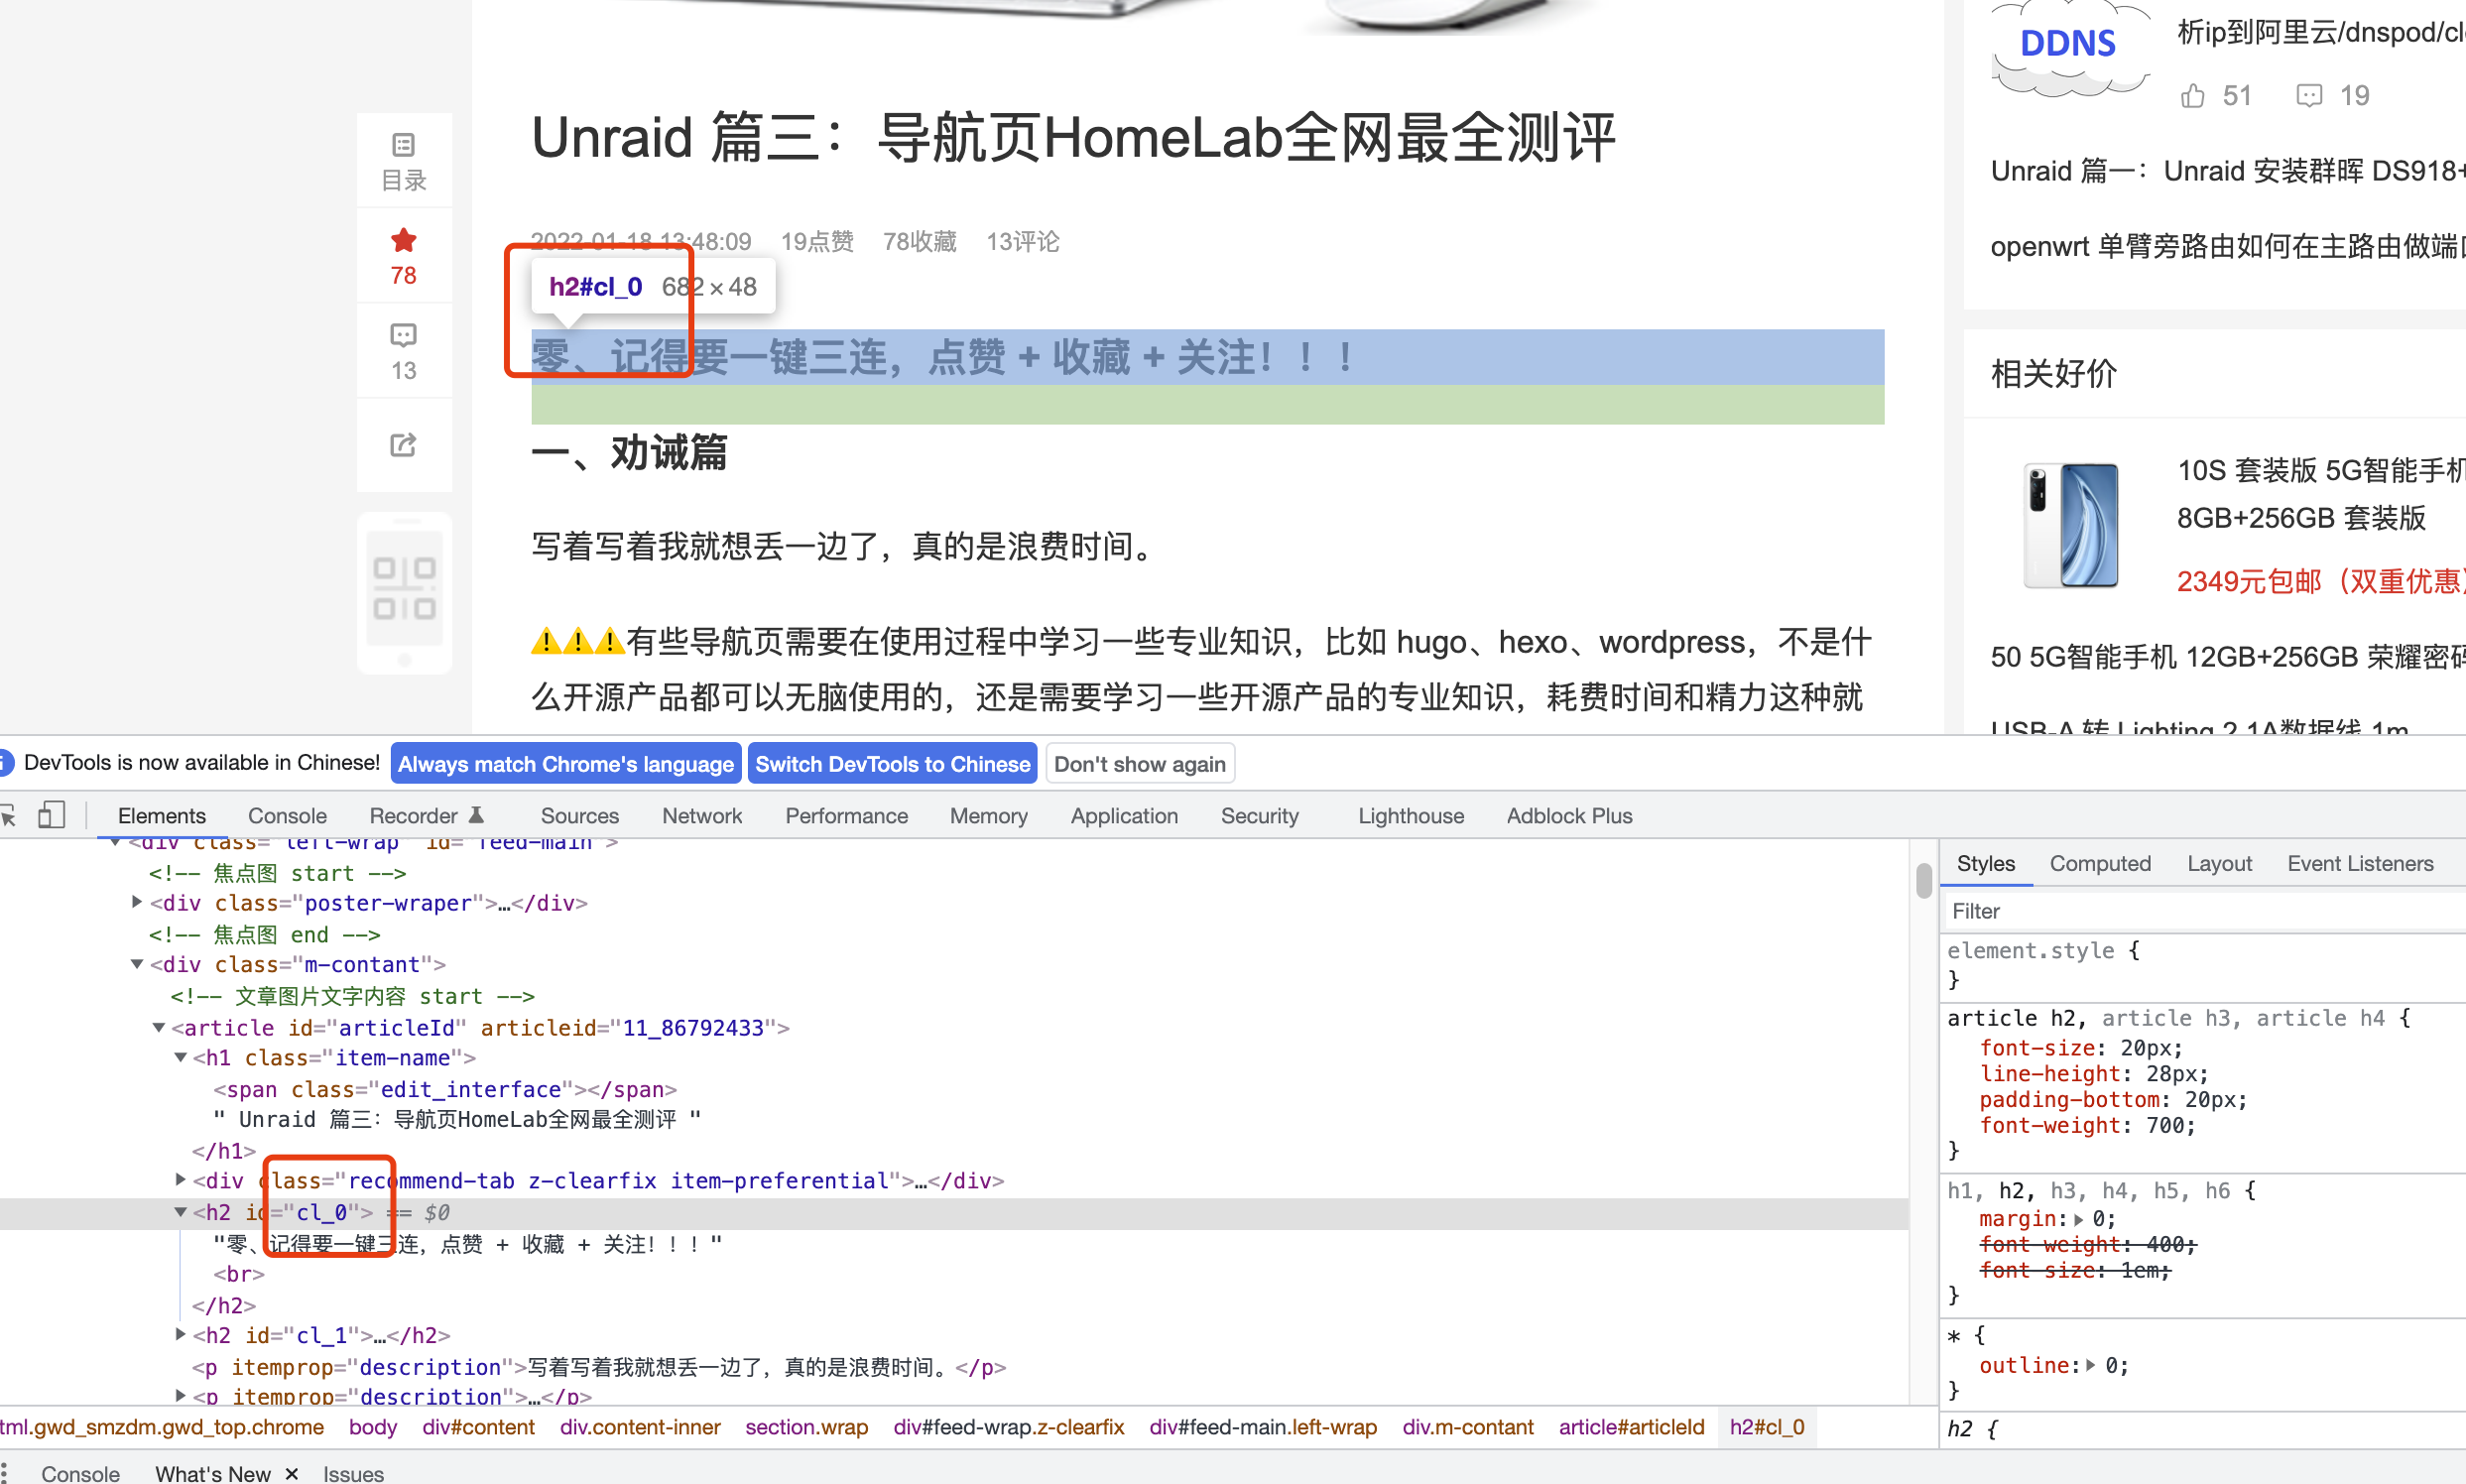 Unraid 篇三：导航页HomeLab全网最全测评
2022-01-18 13:48:09 19点赞 78收藏 13评论
h2#cl_0 682 × 48
零、记得要一键三连，点赞 + 收藏 + 关注！！！
一、劝诫篇
写着写着我就想丢一边了，真的是浪费时间。
⚠️⚠️⚠️有些导航页需要在使用过程中学习一些专业知识，比如 hugo、hexo、wordpress，不是什
么开源产品都可以无脑使用的，还是需要学习一些开源产品的专业知识，耗费时间和精力这种就
目录
78
13
DDNS
析ip到阿里云/dnspod/cl
51 19
Unraid 篇一：Unraid 安装群晖 DS918+
openwrt 单臂旁路由如何在主路由做端口
相关好价
10S 套装版 5G智能手机
8GB+256GB 套装版
2349元包邮（双重优惠）
50 5G智能手机 12GB+256GB 荣耀密码
USB-A 转 Lighting 2.1A数据线 1m
DevTools is now available in Chinese! Always match Chrome's language Switch DevTools to Chinese Don't show again
Elements Console Recorder Sources Network Performance Memory Application Security Lighthouse Adblock Plus
<div class="left-wrap" id="feed-main">
<!-- 焦点图 start -->
<div class="poster-wraper">…</div>
<!-- 焦点图 end -->
<div class="m-contant">
<!-- 文章图片文字内容 start -->
<article id="articleId" articleid="11_86792433">
<h1 class="item-name">
<span class="edit_interface"></span>
" Unraid 篇三：导航页HomeLab全网最全测评 "
</h1>
<div class="recommend-tab z-clearfix item-preferential">…</div>
<h2 id="cl_0"> == $0
"零、记得要一键三连，点赞 + 收藏 + 关注！！！"
<br>
</h2>
<h2 id="cl_1">…</h2>
<p itemprop="description">写着写着我就想丢一边了，真的是浪费时间。</p>
<p itemprop="description">…</p>
tml.gwd_smzdm.gwd_top.chrome body div#content div.content-inner section.wrap div#feed-wrap.z-clearfix div#feed-main.left-wrap div.m-contant article#articleId h2#cl_0
Console What's New × Issues
Styles Computed Layout Event Listeners
Filter
element.style {
}
article h2, article h3, article h4 {
font-size: 20px;
line-height: 28px;
padding-bottom: 20px;
font-weight: 700;
}
h1, h2, h3, h4, h5, h6 {
margin: 0;
font-weight: 400;
font-size: 1em;
}
* {
outline: 0;
}
h2 {